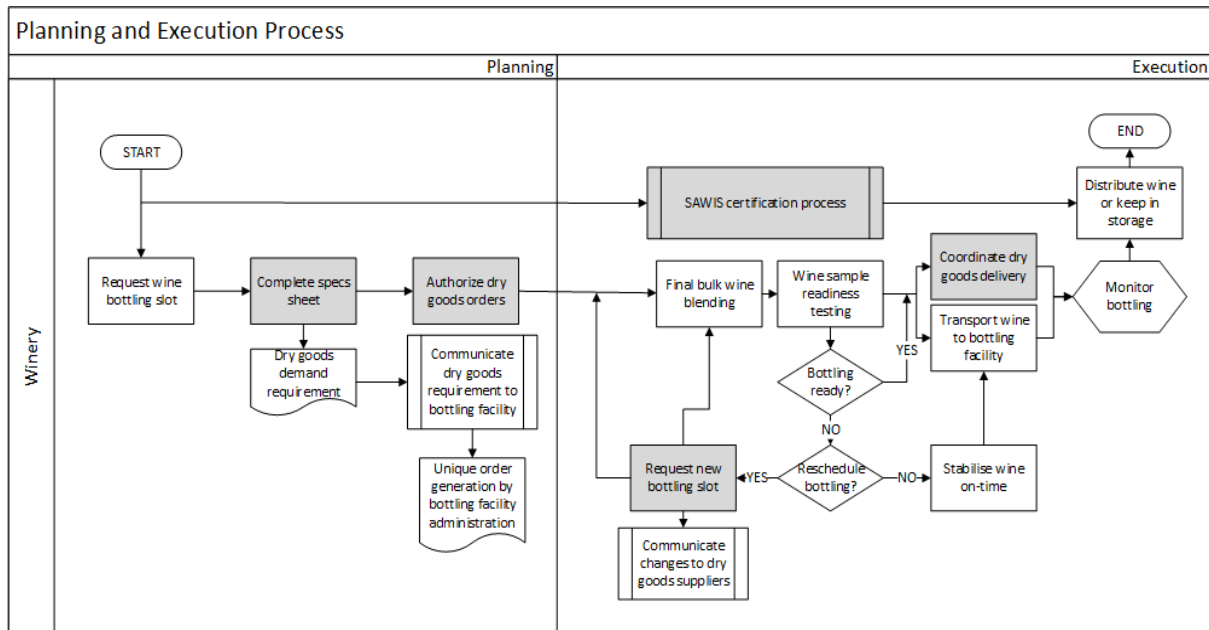 Planning and Execution Process
Planning
Execution
Winery
START
END
SAWIS certification process
Distribute wine
or keep in
storage
Request wine
bottling slot
Complete specs
sheet
Authorize dry
goods orders
Final bulk wine
blending
Wine sample
readiness
testing
Coordinate dry
goods delivery
Monitor
bottling
Transport wine
to bottling
facility
YES
Dry goods
demand
requirement
Communicate
dry goods
requirement to
bottling facility
Bottling
ready?
NO
Unique order
generation by
bottling facility
administration
Request new
bottling slot
YES
Reschedule
bottling?
NO
Stabilise wine
on-time
Communicate
changes to dry
goods suppliers